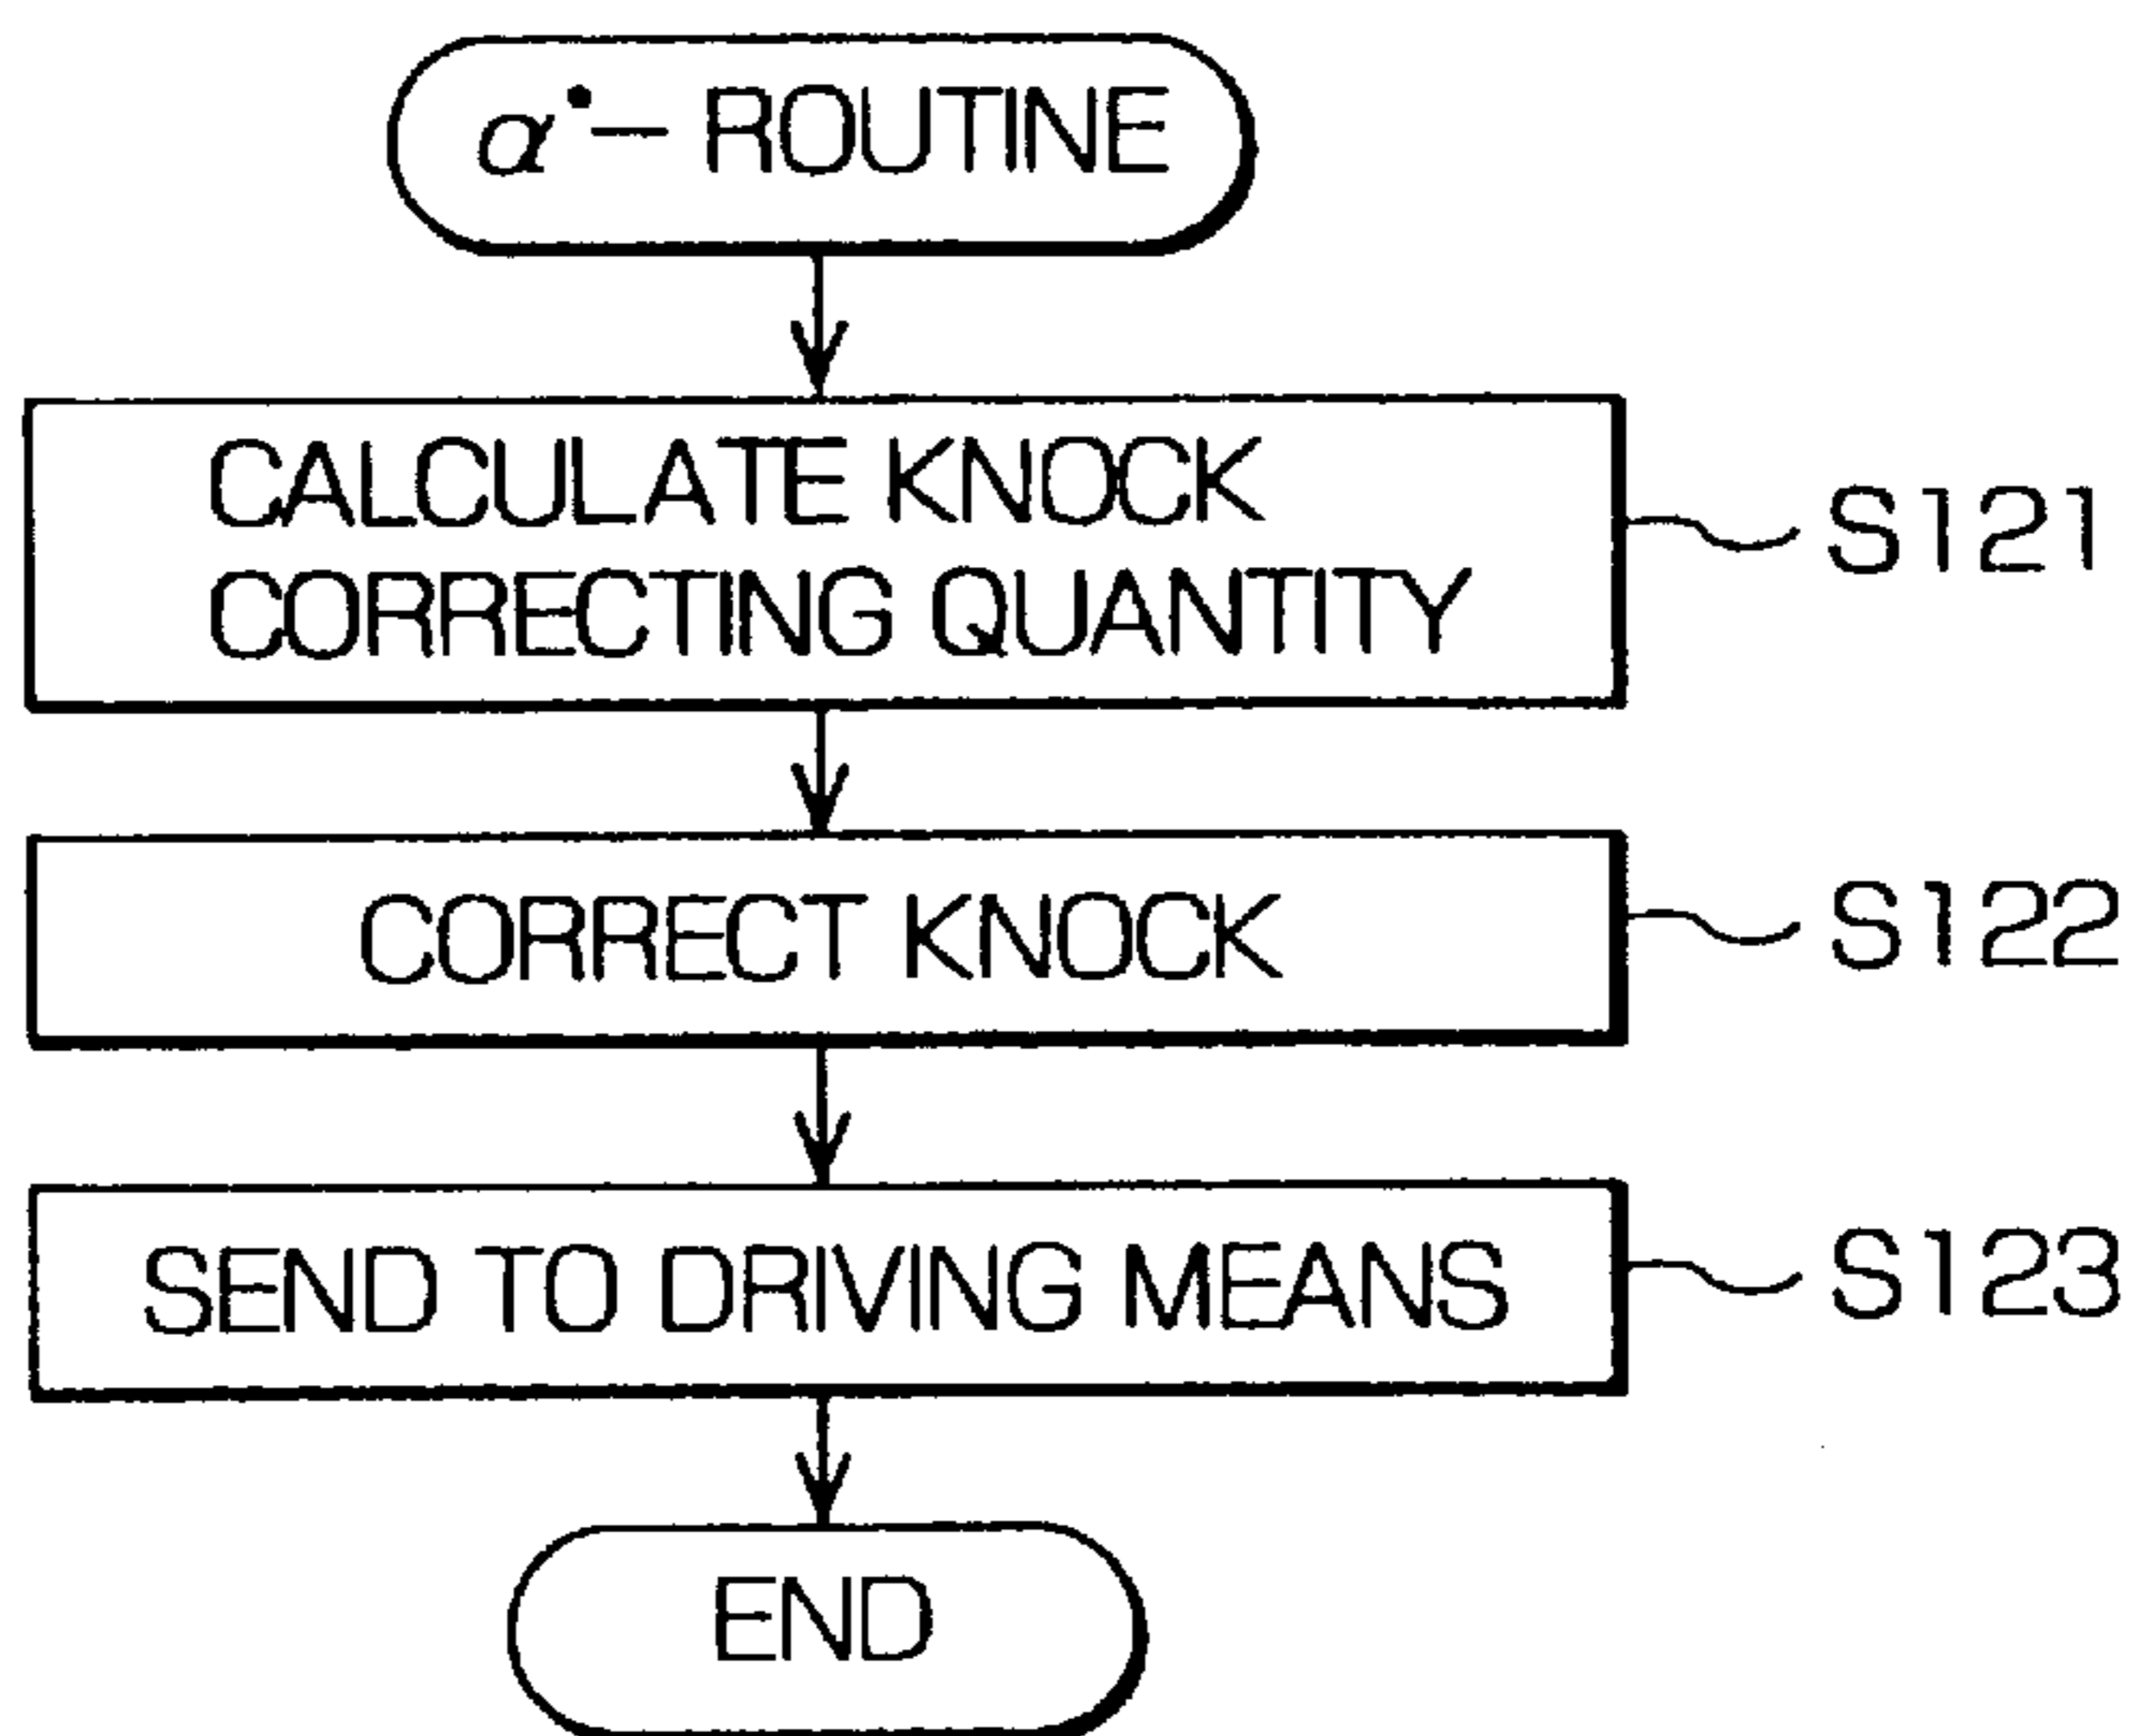 α•— ROUTINE
CALCULATE KNOCK
CORRECTING QUANTITY
S121
CORRECT KNOCK
S122
SEND TO DRIVING MEANS
S123
END